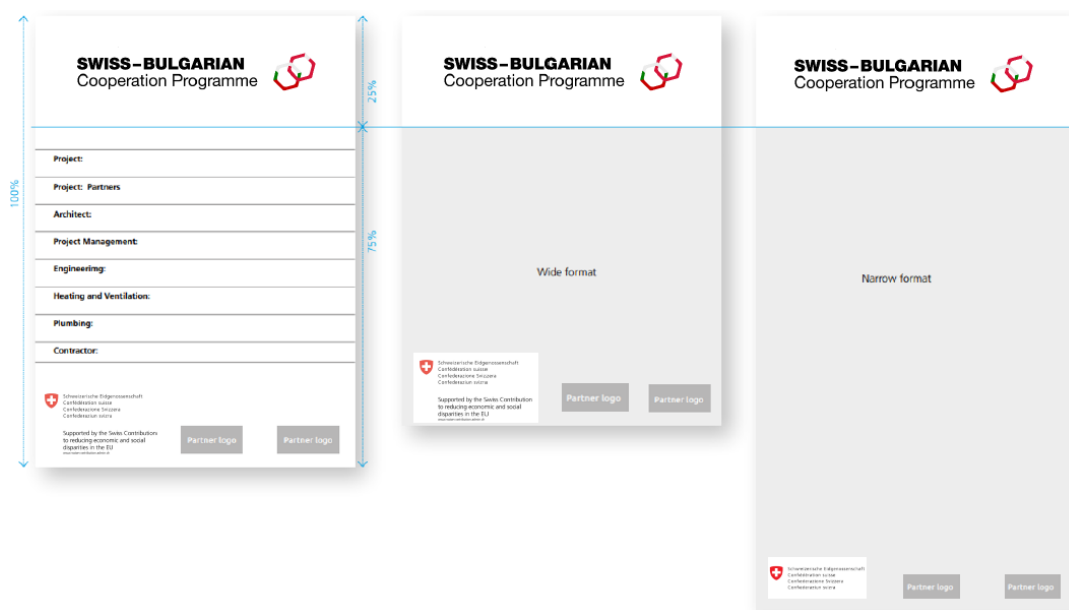 SWISS–BULGARIAN
Cooperation Programme
100%
25%
75%
Project:
Project: Partners
Architect:
Project Management:
Engineerimg:
Heating and Ventilation:
Plumbing:
Contractor:
Schweizerische Eidgenossenschaft
Confédération suisse
Confederazione Svizzera
Confederaziun svizra
Supported by the Swiss Contribution
to reducing economic and social
disparities in the EU
Partner logo
Partner logo
SWISS–BULGARIAN
Cooperation Programme
Wide format
Schweizerische Eidgenossenschaft
Confédération suisse
Confederazione Svizzera
Confederaziun svizra
Supported by the Swiss Contribution
to reducing economic and social
disparities in the EU
Partner logo
Partner logo
SWISS–BULGARIAN
Cooperation Programme
Narrow format
Schweizerische Eidgenossenschaft
Confédération suisse
Confederazione Svizzera
Confederaziun svizra
Partner logo
Partner logo